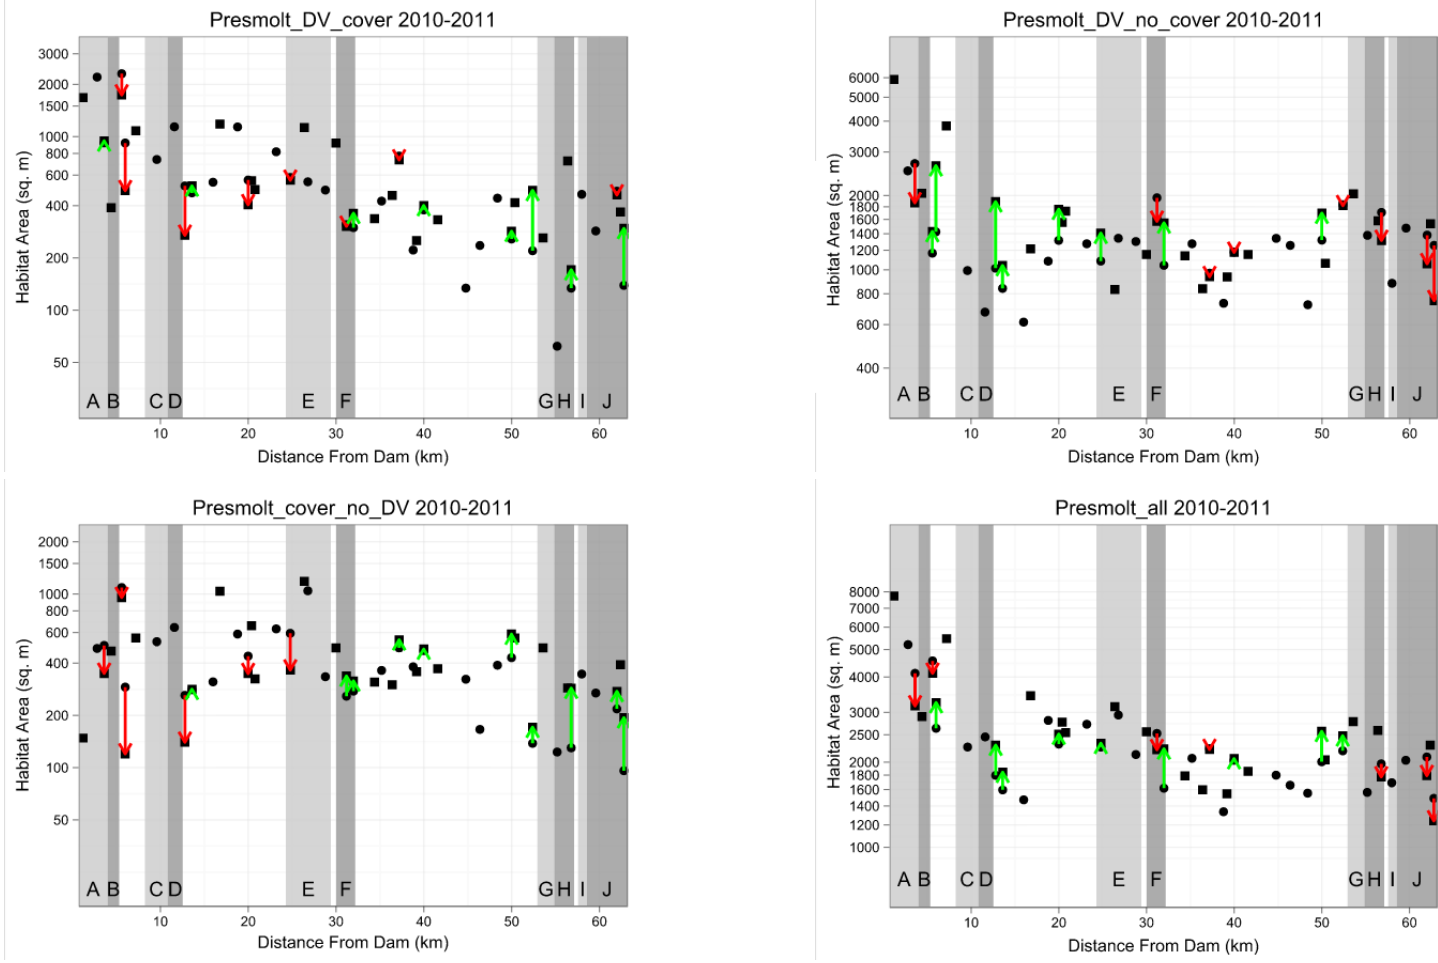 Presmolt_DV_cover 2010-2011
Habitat Area (sq. m)
3000
2000
1500
1000
800
600
400
200
100
50
A B C D E F G H I J
10 20 30 40 50 60
Distance From Dam (km)
Presmolt_DV_no_cover 2010-2011
Habitat Area (sq. m)
6000
5000
4000
3000
2000
1800
1600
1400
1200
1000
800
600
400
A B C D E F G H I J
10 20 30 40 50 60
Distance From Dam (km)
Presmolt_cover_no_DV 2010-2011
Habitat Area (sq. m)
2000
1500
1000
800
600
400
200
100
50
A B C D E F G H I J
10 20 30 40 50 60
Distance From Dam (km)
Presmolt_all 2010-2011
Habitat Area (sq. m)
8000
7000
6000
5000
4000
3000
2500
2000
1800
1600
1400
1200
1000
A B C D E F G H I J
10 20 30 40 50 60
Distance From Dam (km)